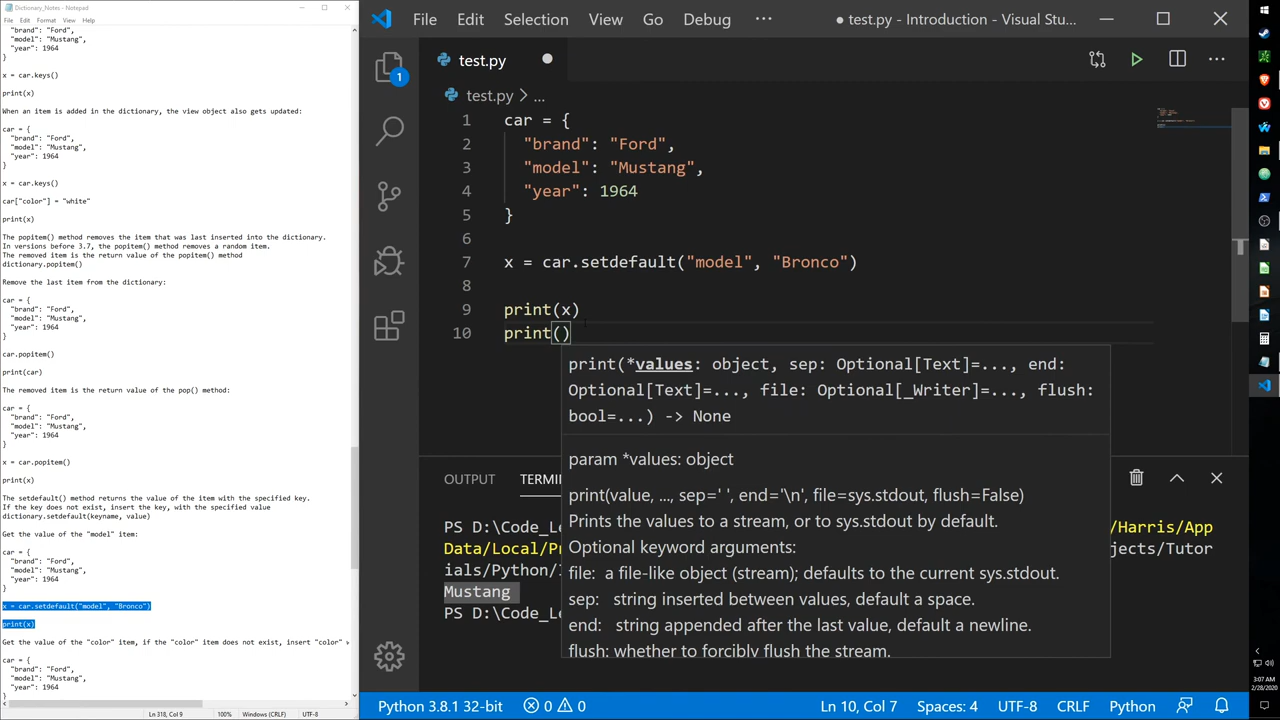 Dictionary_Notes - Notepad
File Edit Format View Help
"brand": "Ford",
"model": "Mustang",
"year": 1964
}
x = car.keys()
print(x)
When an item is added in the dictionary, the view object also gets updated:
car = {
"brand": "Ford",
"model": "Mustang",
"year": 1964
}
x = car.keys()
car["color"] = "white"
print(x)
The popitem() method removes the item that was last inserted into the dictionary.
In versions before 3.7, the popitem() method removes a random item.
The removed item is the return value of the popitem() method
dictionary.popitem()
Remove the last item from the dictionary:
car = {
"brand": "Ford",
"model": "Mustang",
"year": 1964
}
car.popitem()
print(car)
The removed item is the return value of the pop() method:
car = {
"brand": "Ford",
"model": "Mustang",
"year": 1964
}
x = car.popitem()
print(x)
The setdefault() method returns the value of the item with the specified key.
If the key does not exist, insert the key, with the specified value
dictionary.setdefault(keyname, value)
Get the value of the "model" item:
car = {
"brand": "Ford",
"model": "Mustang",
"year": 1964
}
x = car.setdefault("model", "Bronco")
print(x)
Get the value of the "color" item, if the "color" item does not exist, insert "color"
car = {
"brand": "Ford",
"model": "Mustang",
"year": 1964
}
Ln 318, Col 9 100% Windows (CRLF) UTF-8
File Edit Selection View Go Debug ··· ● test.py - Introduction - Visual Stu...
test.py
test.py > ...
1
1 car = {
2 "brand": "Ford",
3 "model": "Mustang",
4 "year": 1964
5 }
6
7 x = car.setdefault("model", "Bronco")
8
9 print(x)
10 print()
print(*values: object, sep: Optional[Text]=..., end:
Optional[Text]=..., file: Optional[_Writer]=..., flush:
bool=...) -> None
param *values: object
print(value, ..., sep=' ', end='\n', file=sys.stdout, flush=False)
Prints the values to a stream, or to sys.stdout by default.
Optional keyword arguments:
file: a file-like object (stream); defaults to the current sys.stdout.
sep: string inserted between values, default a space.
end: string appended after the last value, default a newline.
flush: whether to forcibly flush the stream.
OUTPUT
PS D:\Code_L
/Harris/App
Data/Local/P
jects/Tutor
ials/Python/
Mustang
PS D:\Code_L
Python 3.8.1 32-bit 0 0 Ln 10, Col 7 Spaces: 4 UTF-8 CRLF Python
3:07 AM
2/28/2020